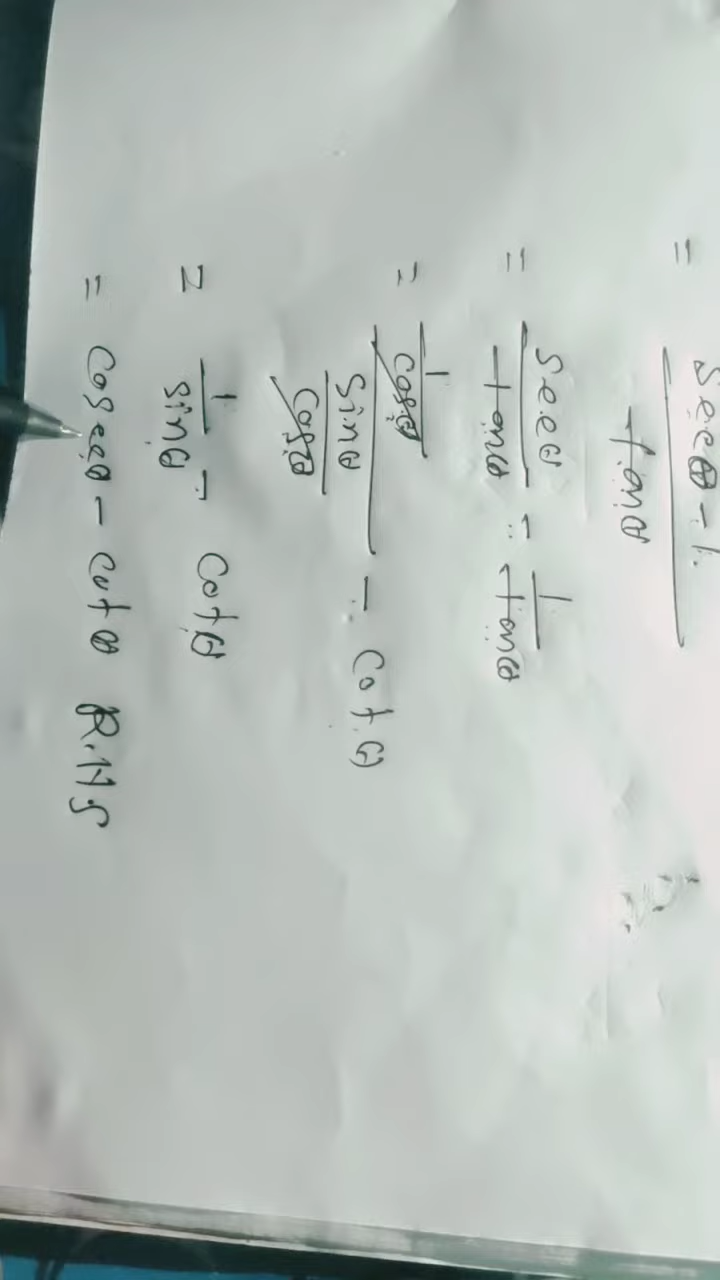 = secθ - 1
tanθ
= secθ / tanθ - 1 / tanθ
= 1 / cosθ
sinθ / cosθ - cotθ
= 1 / sinθ - cotθ
= cosecθ - cotθ R.H.S